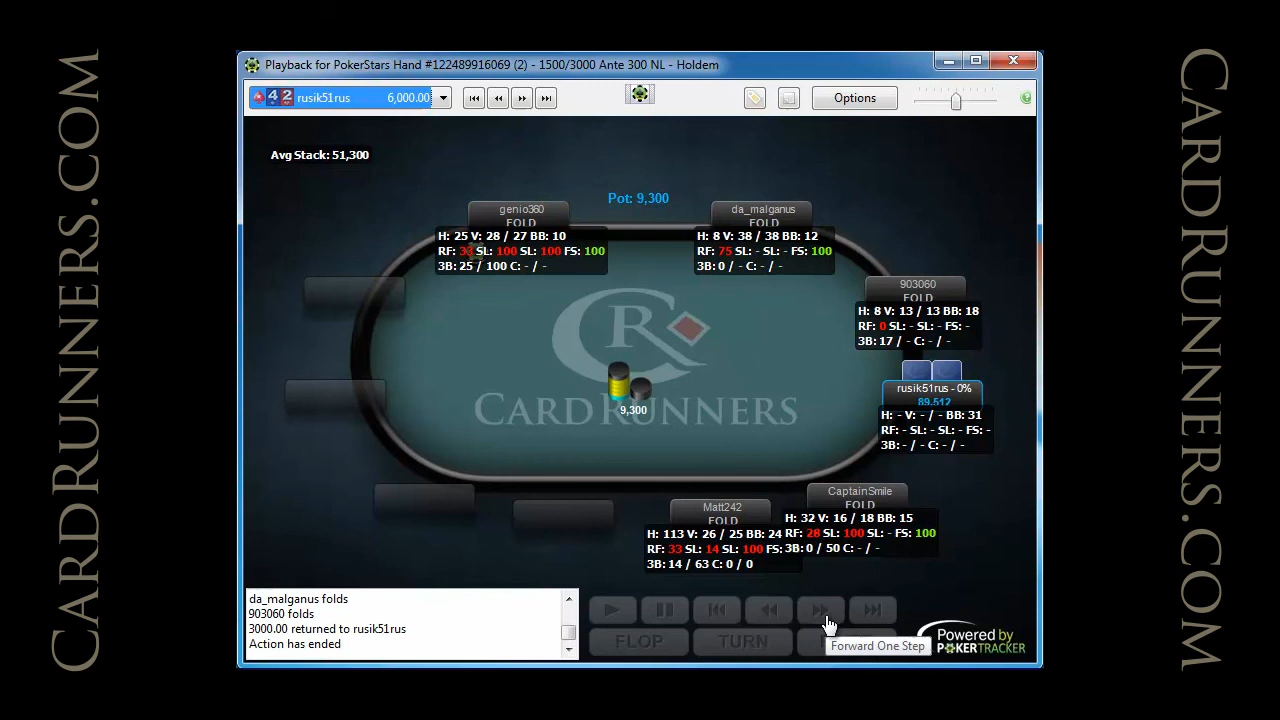 CARDRUNNERS.COM
Playback for PokerStars Hand #122489916069 (2) - 1500/3000 Ante 300 NL - Holdem
4 2 rusik51rus 6,000.00
Options
Avg Stack: 51,300
Pot: 9,300
genio360
FOLD
H: 25 V: 28 / 27 BB: 10
RF: 33 SL: 100 SL: 100 FS: 100
3B: 25 / 100 C: - / -
da_malganus
FOLD
H: 8 V: 38 / 38 BB: 12
RF: 75 SL: - SL: - FS: 100
3B: 0 / - C: - / -
903060
FOLD
H: 8 V: 13 / 13 BB: 18
RF: 0 SL: - SL: - FS: -
3B: 17 / - C: - / -
rusik51rus - 0%
89,512
H: - V: - / - BB: 31
RF: - SL: - SL: - FS: -
3B: - / - C: - / -
CR
CARDRUNNERS
9,300
CaptainSmile
FOLD
H: 32 V: 16 / 18 BB: 15
RF: 28 SL: 100 SL: - FS: 100
3B: 0 / 50 C: - / -
Matt242
FOLD
H: 113 V: 26 / 25 BB: 24
RF: 33 SL: 14 SL: 100 FS:
3B: 14 / 63 C: 0 / 0
da_malganus folds
903060 folds
3000.00 returned to rusik51rus
Action has ended
FLOP
TURN
Forward One Step
Powered by
POKERTRACKER
CARDRUNNERS.COM